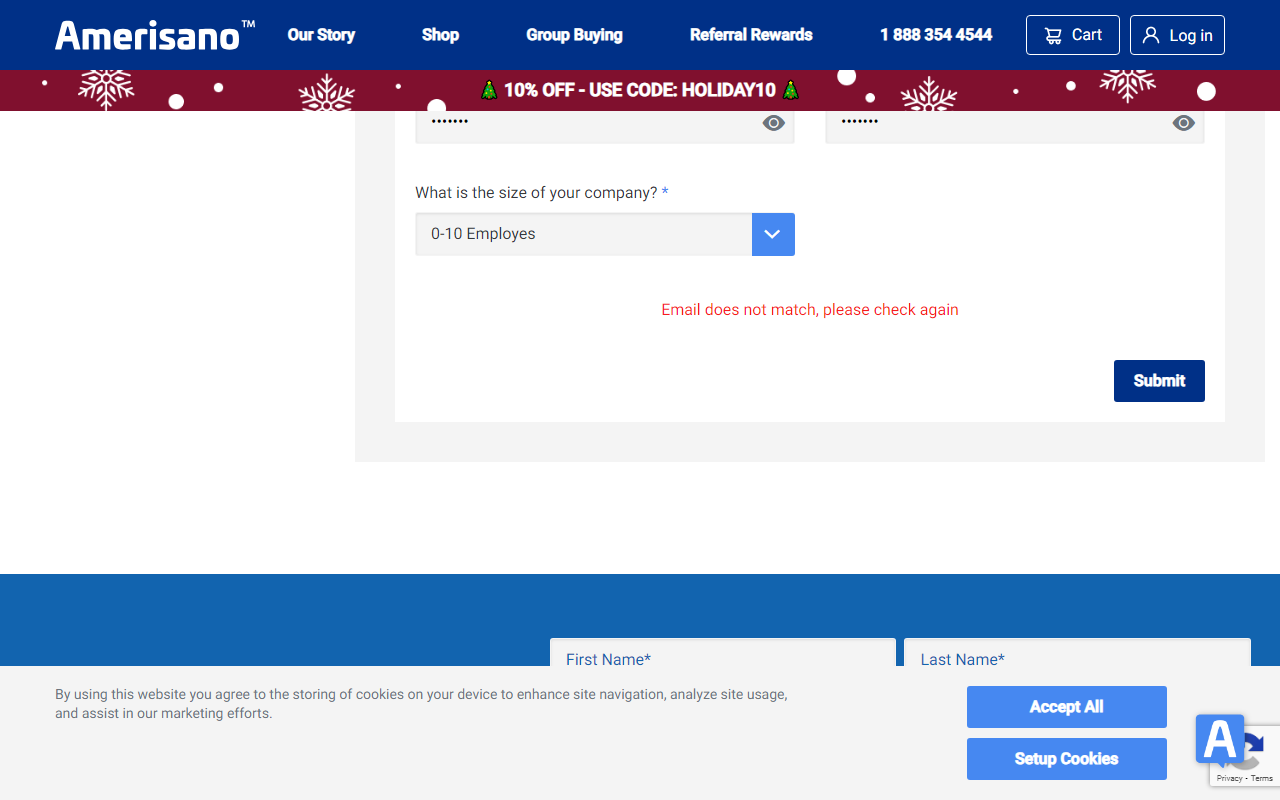 Amerisano™
Our Story
Shop
Group Buying
Referral Rewards
1 888 354 4544
Cart
Log in
10% OFF - USE CODE: HOLIDAY10
What is the size of your company? *
0-10 Employes
Email does not match, please check again
Submit
First Name*
Last Name*
By using this website you agree to the storing of cookies on your device to enhance site navigation, analyze site usage,
and assist in our marketing efforts.
Accept All
Setup Cookies
A
Privacy - Terms